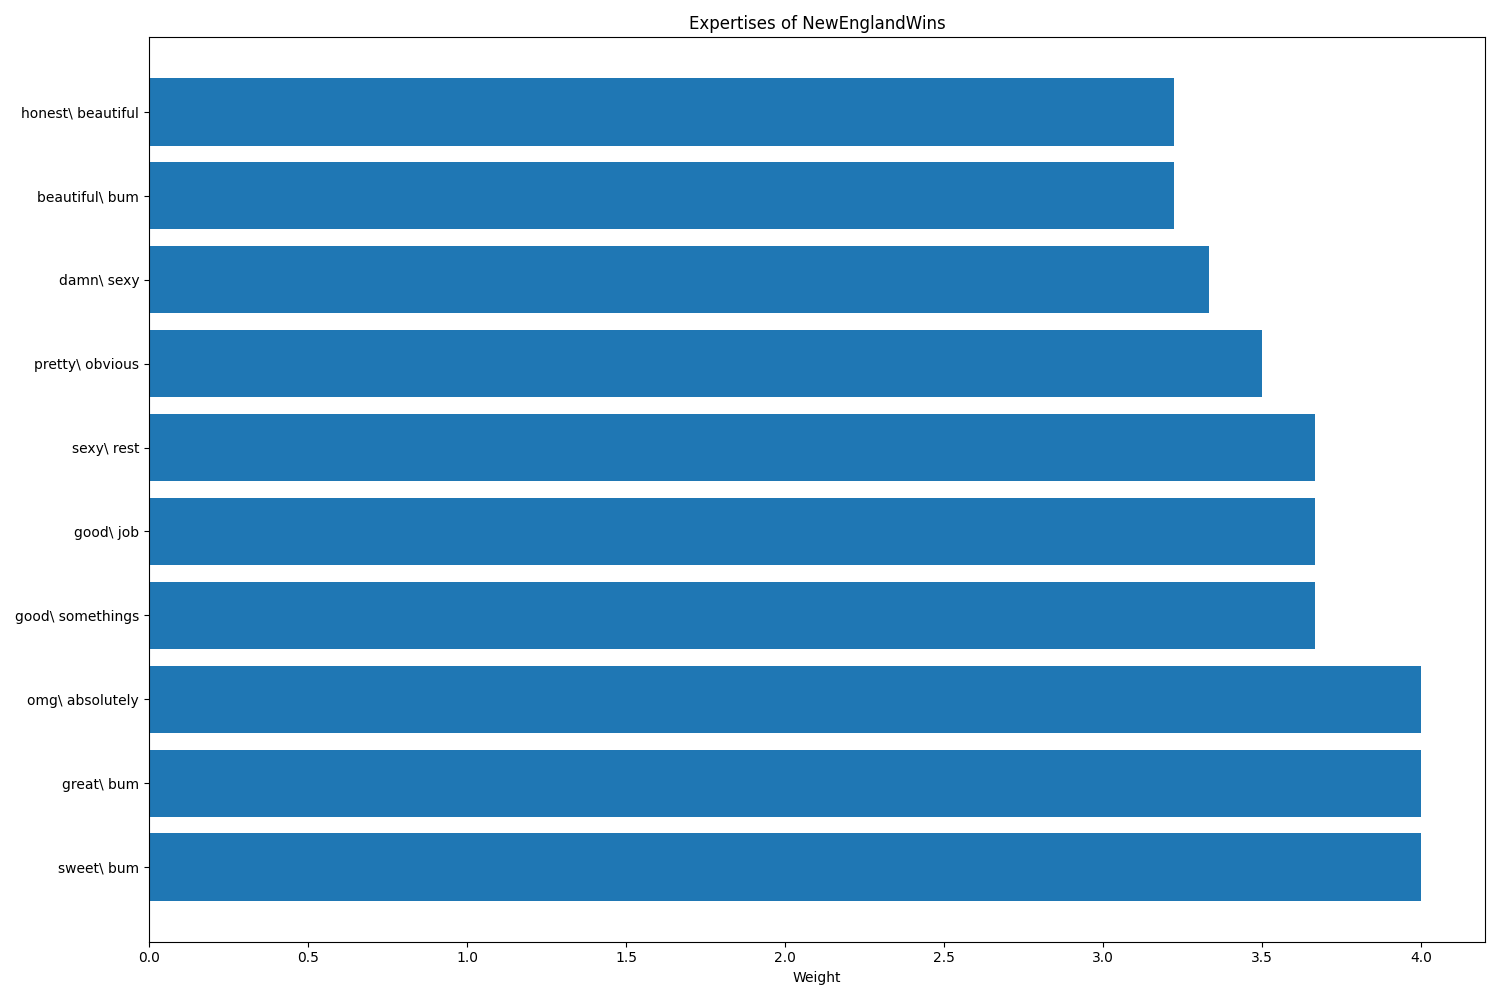 Expertises of NewEnglandWins
honest\ beautiful
beautiful\ bum
damn\ sexy
pretty\ obvious
sexy\ rest
good\ job
good\ somethings
omg\ absolutely
great\ bum
sweet\ bum
0.0 0.5 1.0 1.5 2.0 2.5 3.0 3.5 4.0
Weight